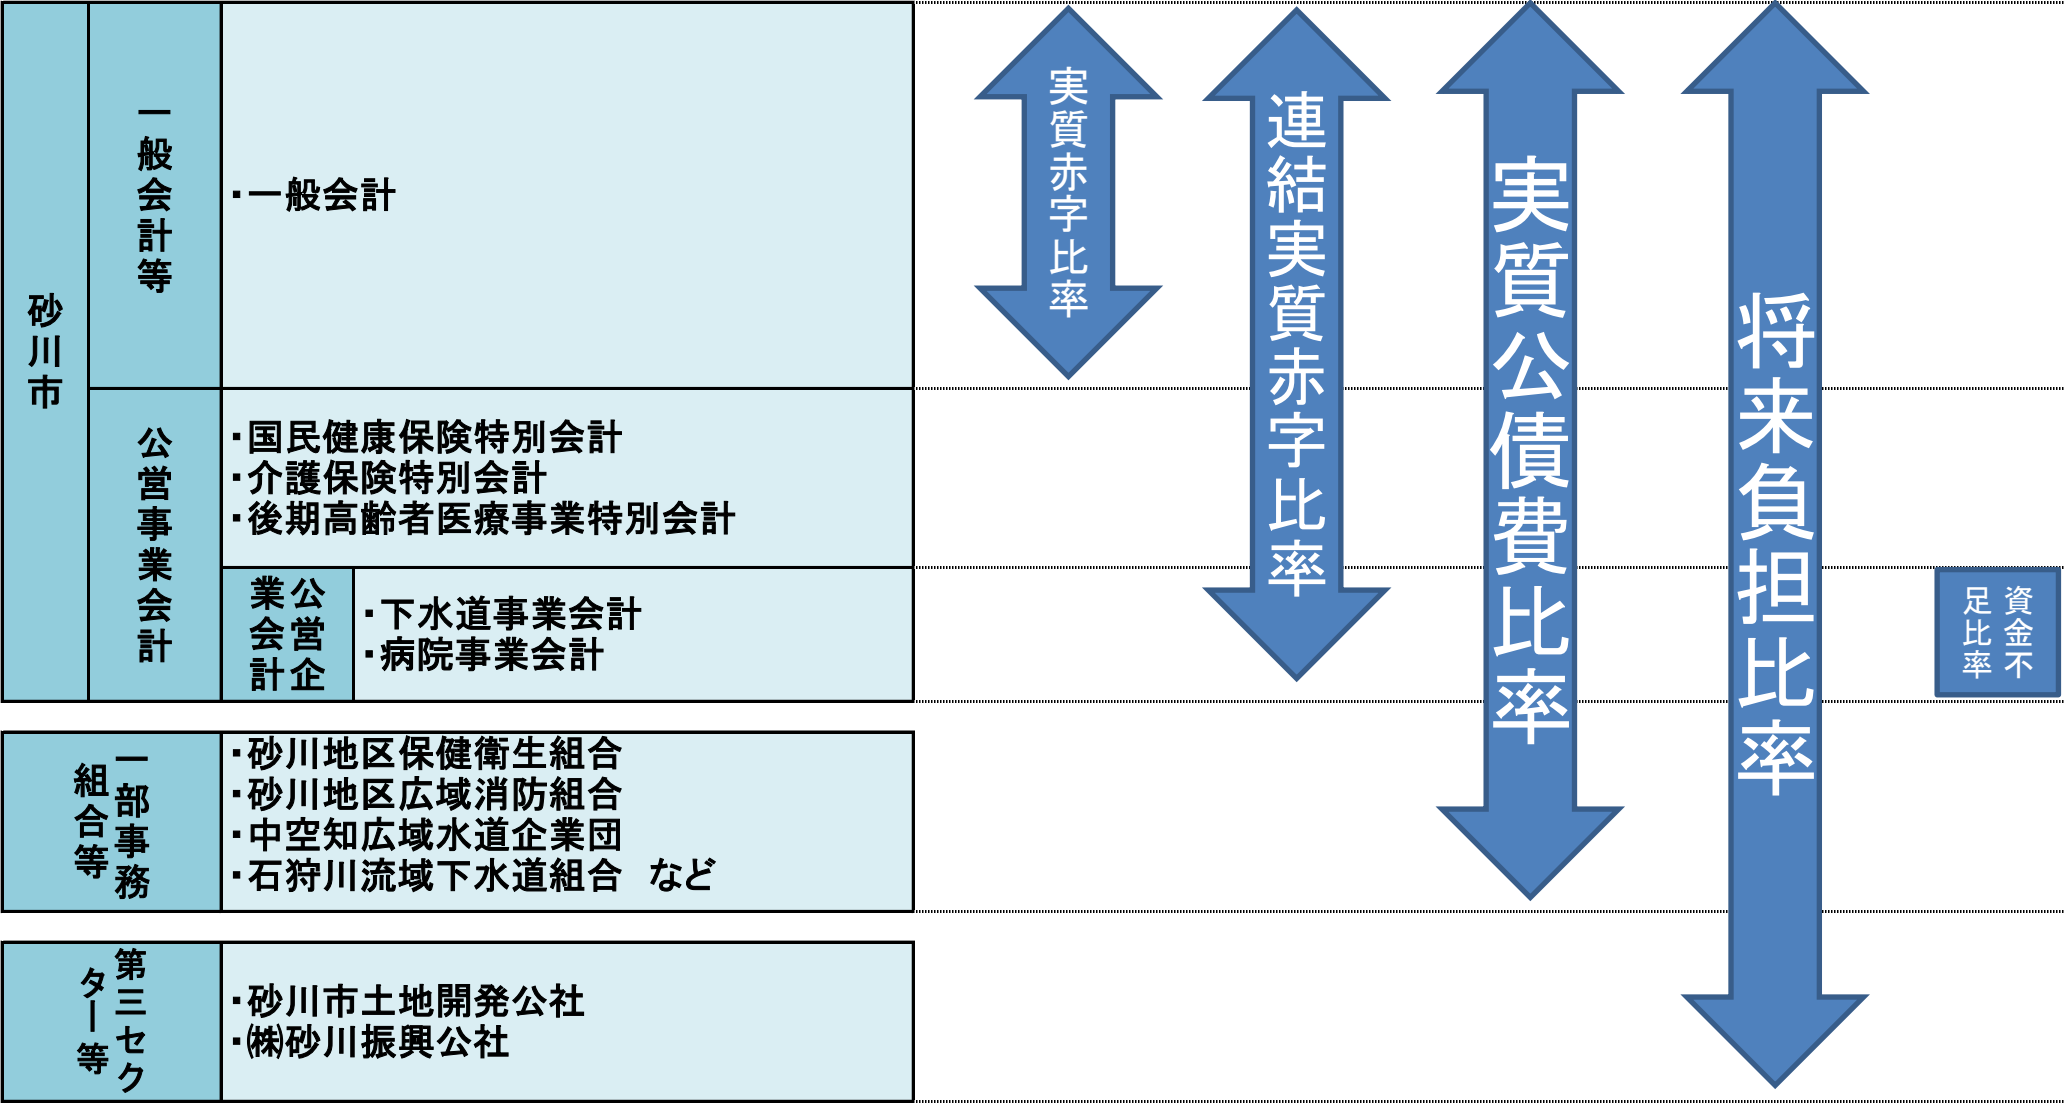 砂川市
一般会計等
・一般会計
公営事業会計
・国民健康保険特別会計
・介護保険特別会計
・後期高齢者医療事業特別会計
公営企
業会計
・下水道事業会計
・病院事業会計
一部事務
組合等
・砂川地区保健衛生組合
・砂川地区広域消防組合
・中空知広域水道企業団
・石狩川流域下水道組合　など
第三セク
ター等
・砂川市土地開発公社
・㈱砂川振興公社
実質赤字比率
連結実質赤字比率
実質公債費比率
将来負担比率
資金不
足比率